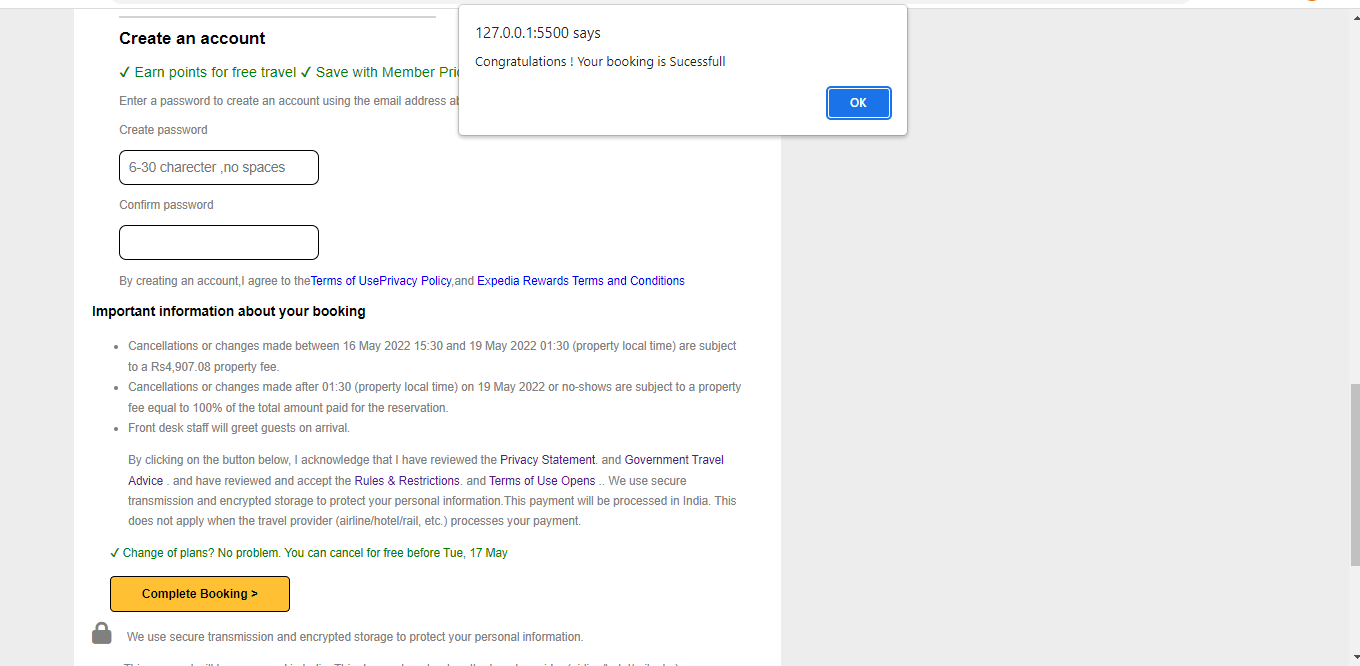 127.0.0.1:5500 says
Congratulations ! Your booking is Sucessfull
OK
Create an account
✓ Earn points for free travel ✓ Save with Member Pri
Enter a password to create an account using the email address
Create password
6-30 charecter ,no spaces
Confirm password
By creating an account,I agree to theTerms of UsePrivacy Policy,and Expedia Rewards Terms and Conditions
Important information about your booking
• Cancellations or changes made between 16 May 2022 15:30 and 19 May 2022 01:30 (property local time) are subject
to a Rs4,907.08 property fee.
• Cancellations or changes made after 01:30 (property local time) on 19 May 2022 or no-shows are subject to a property
fee equal to 100% of the total amount paid for the reservation.
• Front desk staff will greet guests on arrival.
By clicking on the button below, I acknowledge that I have reviewed the Privacy Statement. and Government Travel
Advice . and have reviewed and accept the Rules & Restrictions. and Terms of Use Opens .. We use secure
transmission and encrypted storage to protect your personal information.This payment will be processed in India. This
does not apply when the travel provider (airline/hotel/rail, etc.) processes your payment.
✓ Change of plans? No problem. You can cancel for free before Tue, 17 May
Complete Booking >
We use secure transmission and encrypted storage to protect your personal information.